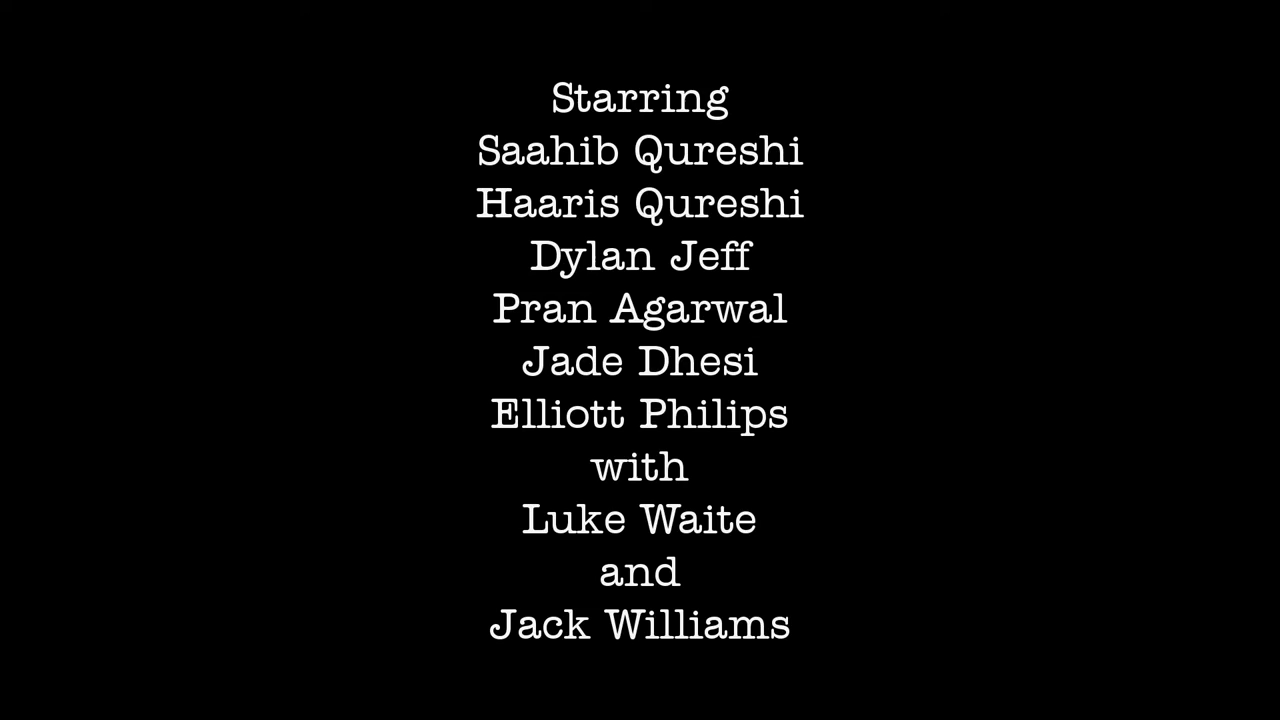 Starring
Saahib Qureshi
Haaris Qureshi
Dylan Jeff
Pran Agarwal
Jade Dhesi
Elliott Philips
with
Luke Waite
and
Jack Williams